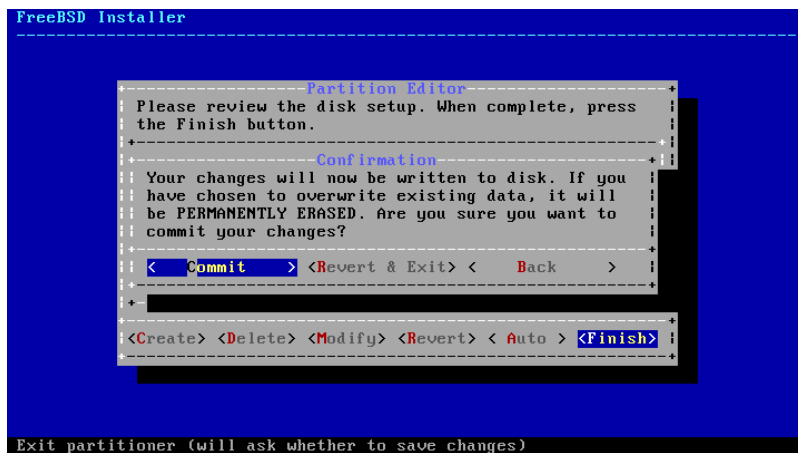 FreeBSD Installer
Partition Editor
Please review the disk setup. When complete, press
the Finish button.
Confirmation
Your changes will now be written to disk. If you
have chosen to overwrite existing data, it will
be PERMANENTLY ERASED. Are you sure you want to
commit your changes?
< Commit > <Revert & Exit> < Back >
<Create> <Delete> <Modify> <Revert> < Auto > <Finish>
Exit partitioner (will ask whether to save changes)